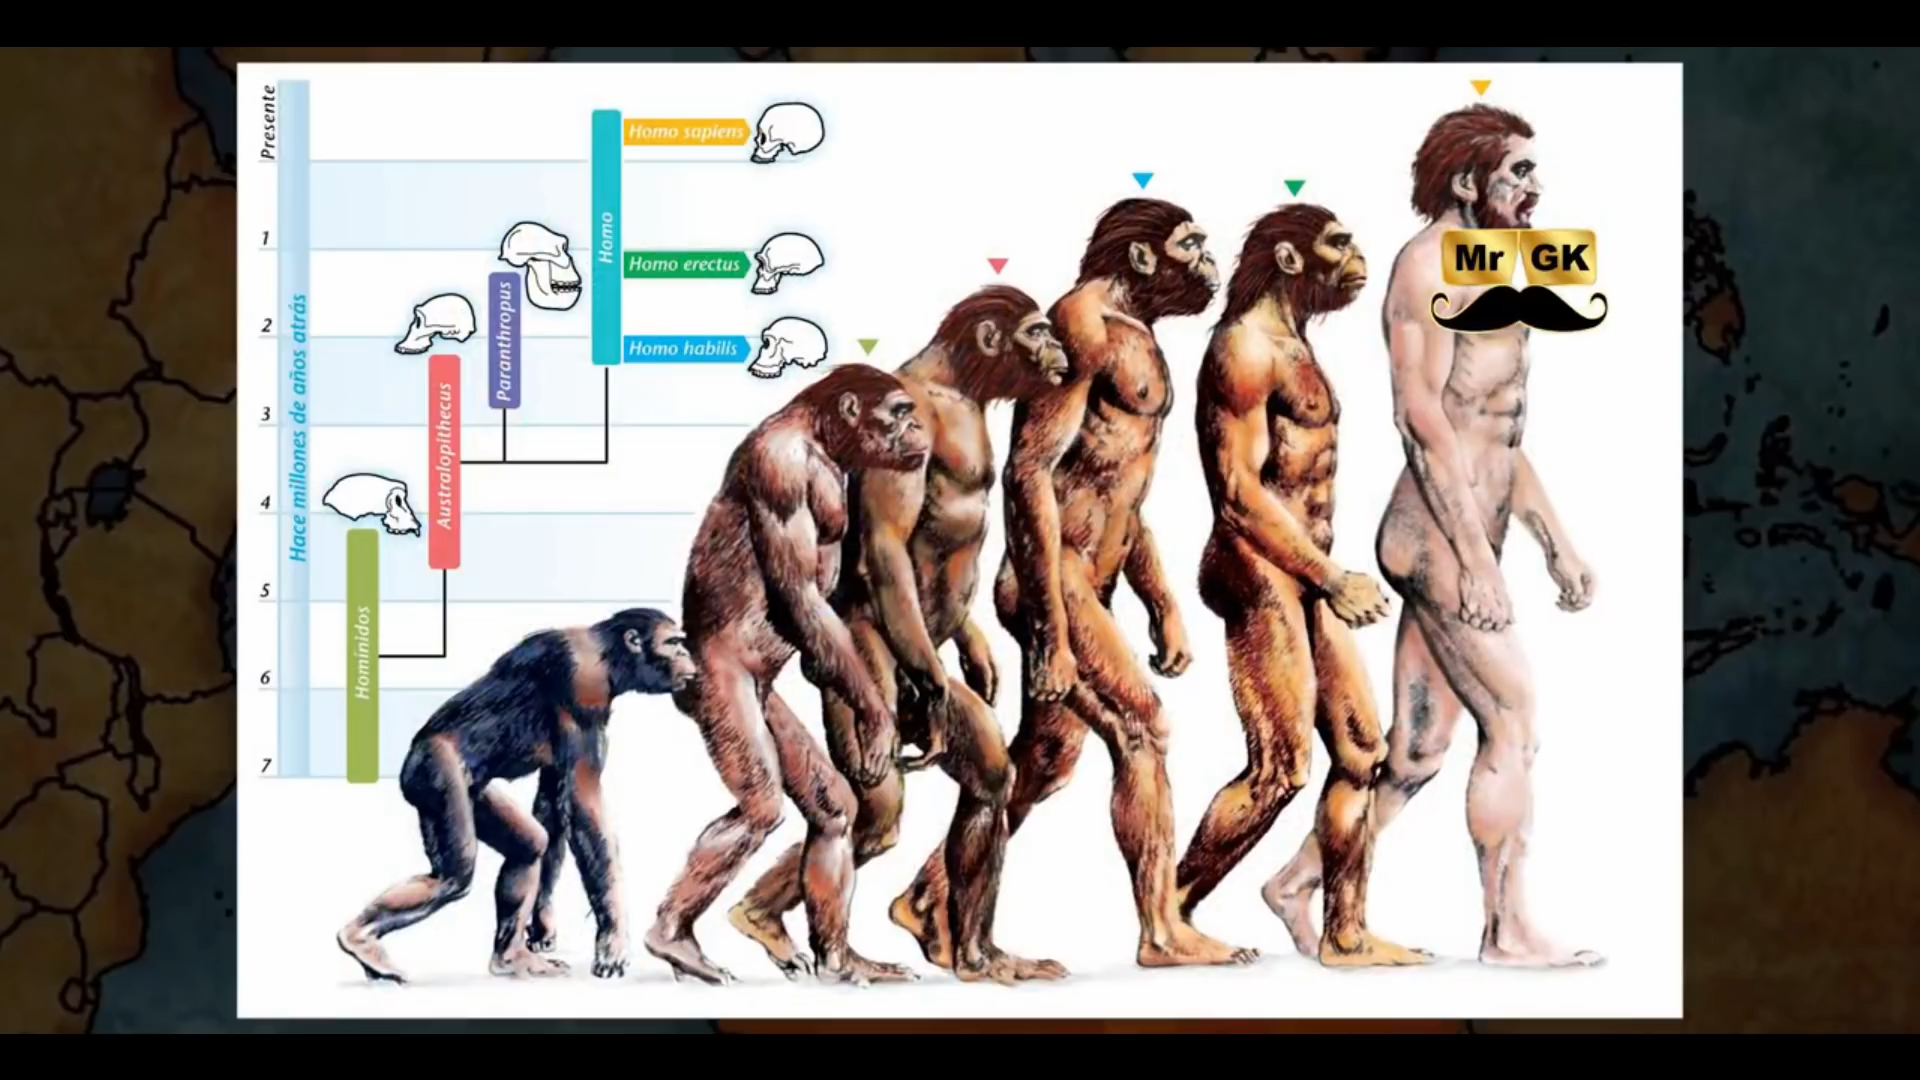 Presente
1
2
3
4
5
6
7
Hace millones de años atrás
Hominidos
Australopithecus
Paranthropus
Homo
Homo sapiens
Homo erectus
Homo habilis
Mr GK